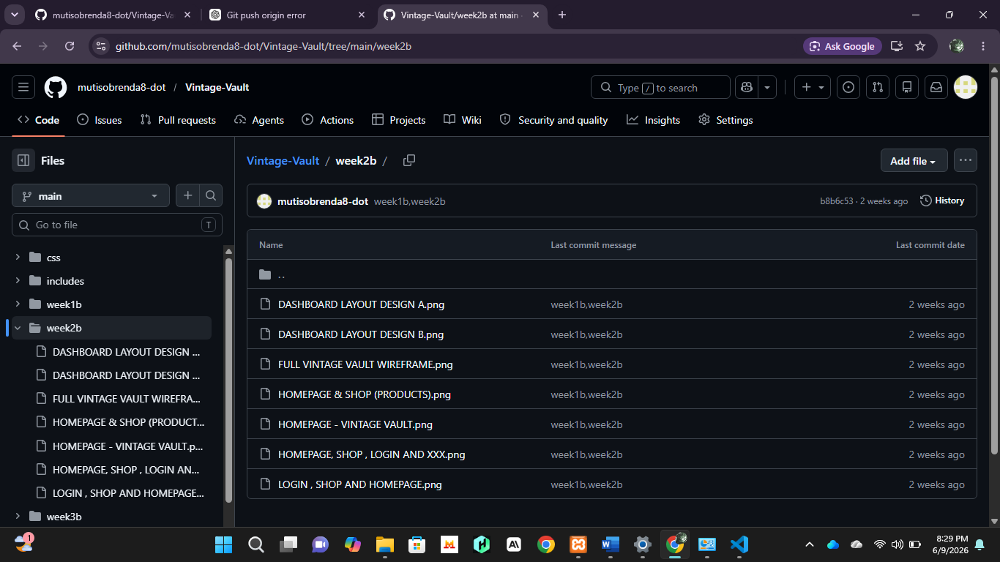 mutisobrenda8-dot/Vintage-Va
Git push origin error
Vintage-Vault/week2b at main
github.com/mutisobrenda8-dot/Vintage-Vault/tree/main/week2b
Ask Google
mutisobrenda8-dot / Vintage-Vault
Type / to search
Code Issues Pull requests Agents Actions Projects Wiki Security and quality Insights Settings
Files
main
Go to file
T
css
includes
week1b
week2b
DASHBOARD LAYOUT DESIGN ...
DASHBOARD LAYOUT DESIGN ...
FULL VINTAGE VAULT WIREFRA...
HOMEPAGE & SHOP (PRODUCT...
HOMEPAGE - VINTAGE VAULT.p...
HOMEPAGE, SHOP , LOGIN AN...
LOGIN , SHOP AND HOMEPAGE...
week3b
Vintage-Vault / week2b /
Add file
mutisobrenda8-dot week1b,week2b
b8b6c53 · 2 weeks ago
History
Name Last commit message Last commit date
..
DASHBOARD LAYOUT DESIGN A.png week1b,week2b 2 weeks ago
DASHBOARD LAYOUT DESIGN B.png week1b,week2b 2 weeks ago
FULL VINTAGE VAULT WIREFRAME.png week1b,week2b 2 weeks ago
HOMEPAGE & SHOP (PRODUCTS).png week1b,week2b 2 weeks ago
HOMEPAGE - VINTAGE VAULT.png week1b,week2b 2 weeks ago
HOMEPAGE, SHOP , LOGIN AND XXX.png week1b,week2b 2 weeks ago
LOGIN , SHOP AND HOMEPAGE.png week1b,week2b 2 weeks ago
1
8:29 PM
6/9/2026